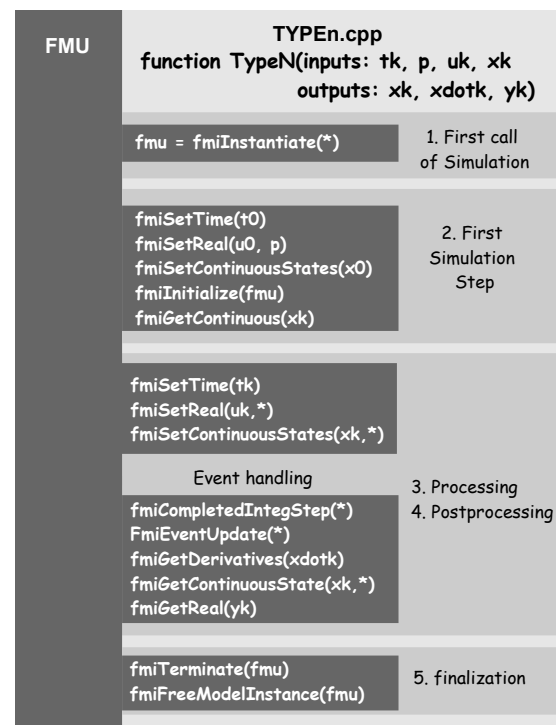 FMU
TYPEn.cpp
function TypeN(inputs: tk, p, uk, xk
outputs: xk, xdotk, yk)
fmu = fmiInstantiate(*)
1. First call
of Simulation
fmiSetTime(t0)
fmiSetReal(u0, p)
fmiSetContinuousStates(x0)
fmiInitialize(fmu)
fmiGetContinuous(xk)
2. First
Simulation
Step
fmiSetTime(tk)
fmiSetReal(uk,*)
fmiSetContinuousStates(xk,*)
Event handling
fmiCompletedIntegStep(*)
FmiEventUpdate(*)
fmiGetDerivatives(xdotk)
fmiGetContinuousState(xk,*)
fmiGetReal(yk)
3. Processing
4. Postprocessing
fmiTerminate(fmu)
fmiFreeModelInstance(fmu)
5. finalization